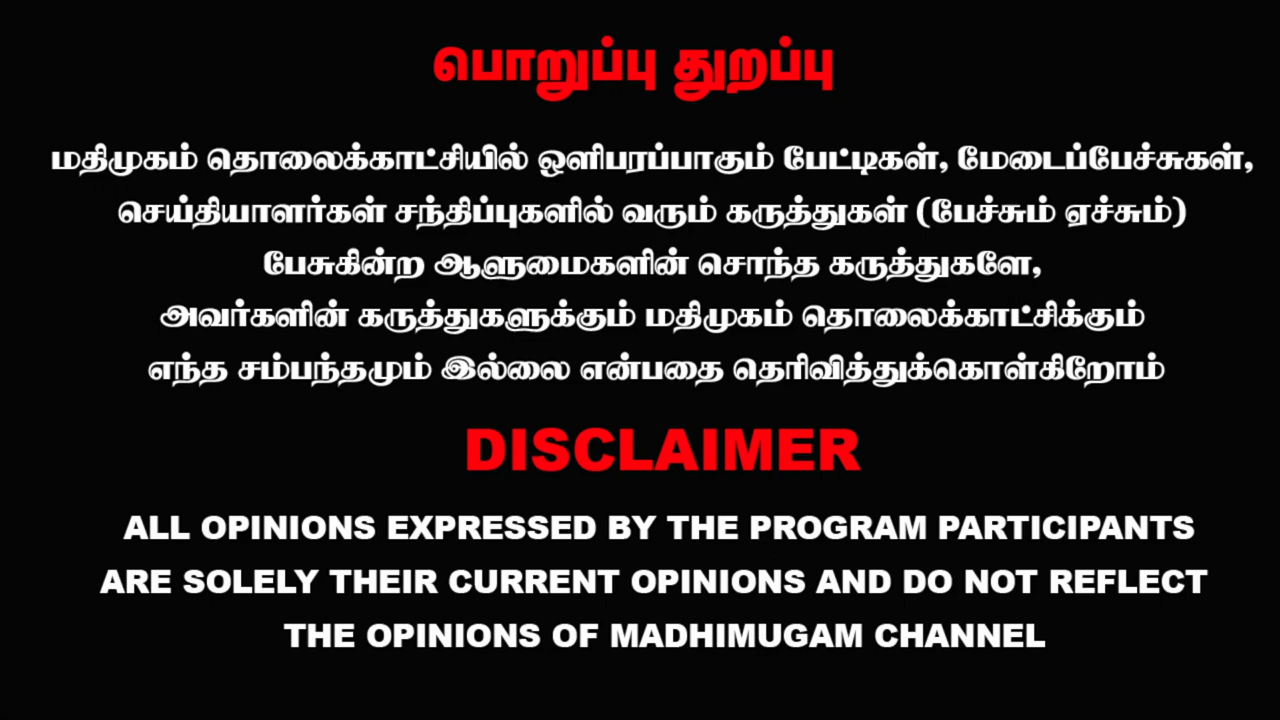 பொறுப்பு துறப்பு
மதிமுகம் தொலைக்காட்சியில் ஒளிபரப்பாகும் பேட்டிகள், மேடைப்பேச்சுகள்,
செய்தியாளர்கள் சந்திப்புகளில் வரும் கருத்துகள் (பேச்சும் ஏச்சும்)
பேசுகின்ற ஆளுமைகளின் சொந்த கருத்துகளே,
அவர்களின் கருத்துகளுக்கும் மதிமுகம் தொலைக்காட்சிக்கும்
எந்த சம்பந்தமும் இல்லை என்பதை தெரிவித்துக்கொள்கிறோம்
DISCLAIMER
ALL OPINIONS EXPRESSED BY THE PROGRAM PARTICIPANTS
ARE SOLELY THEIR CURRENT OPINIONS AND DO NOT REFLECT
THE OPINIONS OF MADHIMUGAM CHANNEL